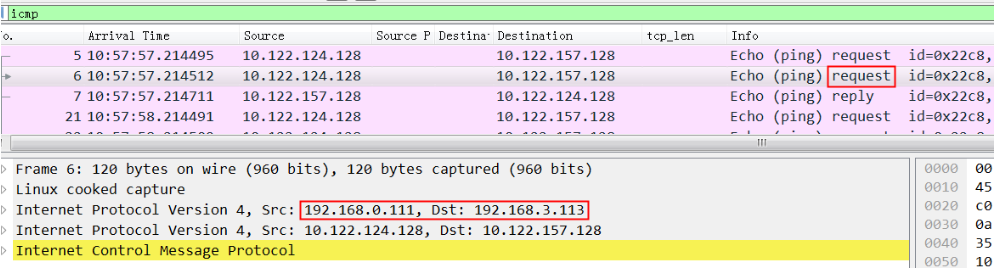 icmp
o. Arrival Time Source Source P Destinat Destination tcp_len Info
5 10:57:57.214495 10.122.124.128 10.122.157.128 Echo (ping) request id=0x22c8,
6 10:57:57.214512 10.122.124.128 10.122.157.128 Echo (ping) request id=0x22c8,
7 10:57:57.214711 10.122.157.128 10.122.124.128 Echo (ping) reply id=0x22c8,
21 10:57:58.214491 10.122.124.128 10.122.157.128 Echo (ping) request id=0x22c8,
Frame 6: 120 bytes on wire (960 bits), 120 bytes captured (960 bits)
Linux cooked capture
Internet Protocol Version 4, Src: 192.168.0.111, Dst: 192.168.3.113
Internet Protocol Version 4, Src: 10.122.124.128, Dst: 10.122.157.128
Internet Control Message Protocol
0000 00
0010 45
0020 c0
0030 0a
0040 35
0050 10